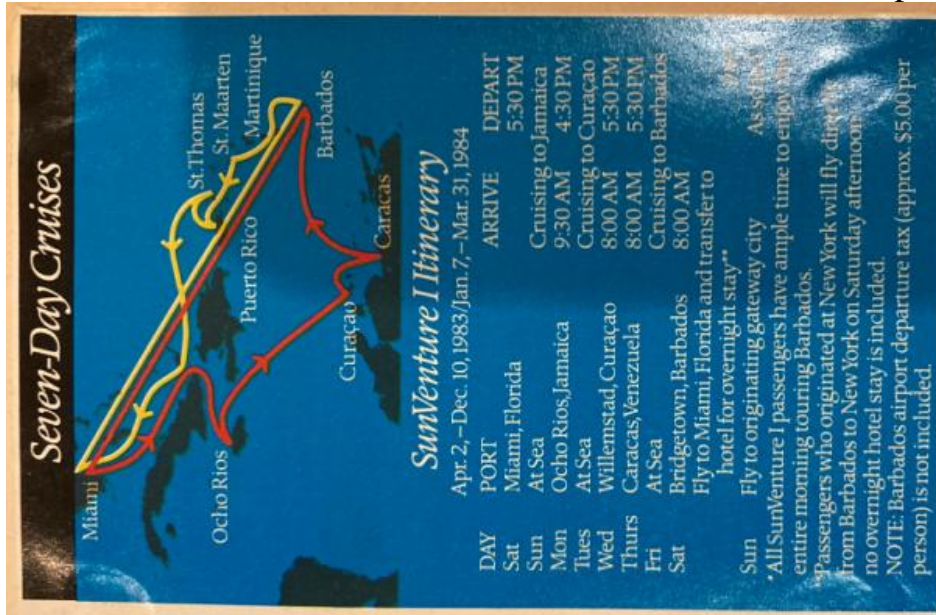 Seven-Day Cruises
Miami
St. Thomas
St. Maarten
Martinique
Puerto Rico
Barbados
Ocho Rios
Curaçao
Caracas
SunVenture I Itinerary
Apr. 2, – Dec. 10, 1983/Jan. 7, – Mar. 31, 1984
DAY PORT ARRIVE DEPART
Sat Miami, Florida 5:30 PM
Sun At Sea Cruising to Jamaica
Mon Ocho Rios, Jamaica 9:30 AM 4:30 PM
Tues At Sea Cruising to Curaçao
Wed Willemstad, Curaçao 8:00 AM 5:30 PM
Thurs Caracas, Venezuela 8:00 AM 5:30 PM
Fri At Sea Cruising to Barbados
Sat Bridgetown, Barbados 8:00 AM
Fly to Miami, Florida and transfer to
hotel for overnight stay**
Sun Fly to originating gateway city
*All SunVenture I passengers have ample time to enjoy
entire morning touring Barbados.
**Passengers who originated at New York will fly
from Barbados to New York on Saturday afternoon
no overnight hotel stay is included.
NOTE: Barbados airport departure tax (approx. $5.00 per
person) is not included.